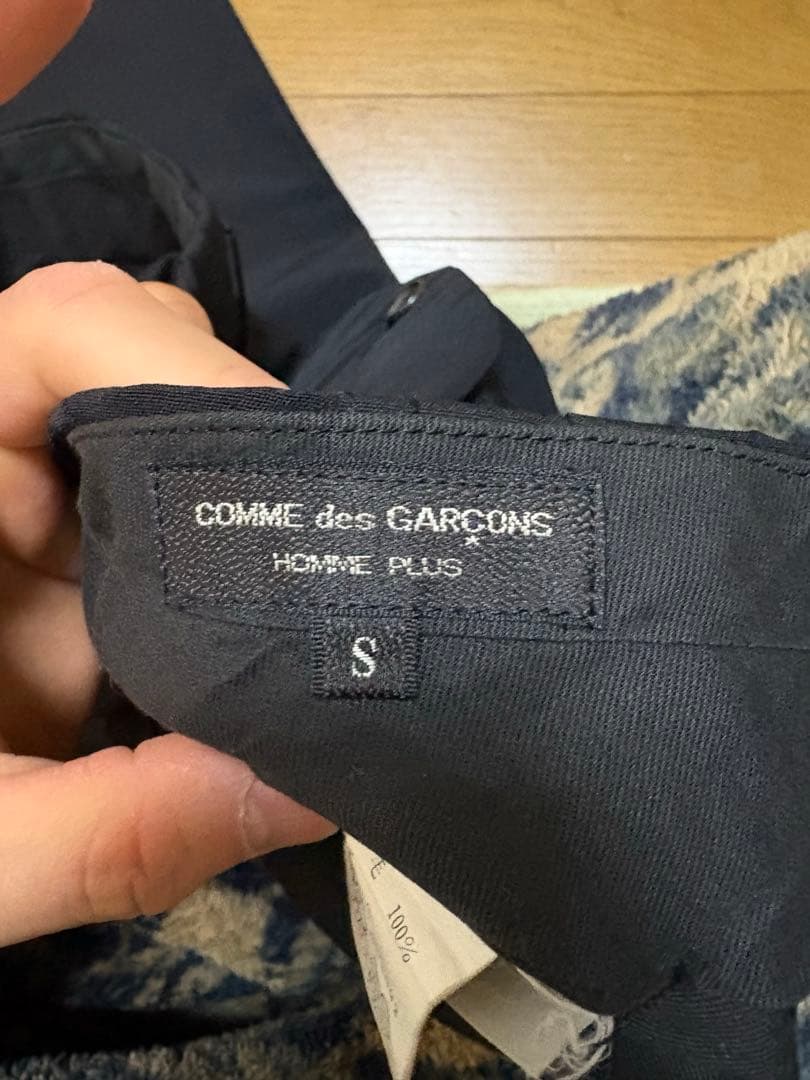 COMME des GARÇONS
HOMME PLUS
S
100%